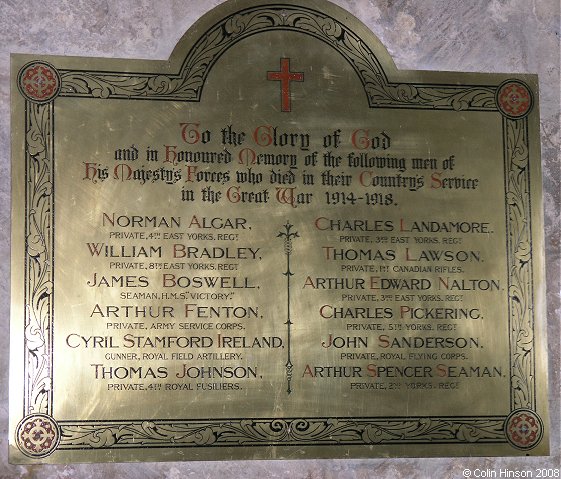 To the Glory of God
and in Honoured Memory of the following men of
His Majesty's Forces who died in their Country's Service
in the Great War 1914-1918.
NORMAN ALGAR,
PRIVATE, 4TH EAST YORKS. REGT
WILLIAM BRADLEY,
PRIVATE, 8TH EAST YORKS. REGT
JAMES BOSWELL,
SEAMAN, H.M.S. "VICTORY."
ARTHUR FENTON,
PRIVATE, ARMY SERVICE CORPS.
CYRIL STAMFORD IRELAND,
GUNNER, ROYAL FIELD ARTILLERY.
THOMAS JOHNSON,
PRIVATE, 4TH ROYAL FUSILIERS.
CHARLES LANDAMORE.
PRIVATE, 3RD EAST YORKS. REGT
THOMAS LAWSON.
PRIVATE, 1ST CANADIAN RIFLES.
ARTHUR EDWARD NALTON.
PRIVATE, 3RD EAST YORKS. REGT
CHARLES PICKERING,
PRIVATE, 5TH YORKS. REGT
JOHN SANDERSON,
PRIVATE, ROYAL FLYING CORPS.
ARTHUR SPENCER SEAMAN.
PRIVATE, 2ND YORKS. REGT
© Colin Hinson 2008